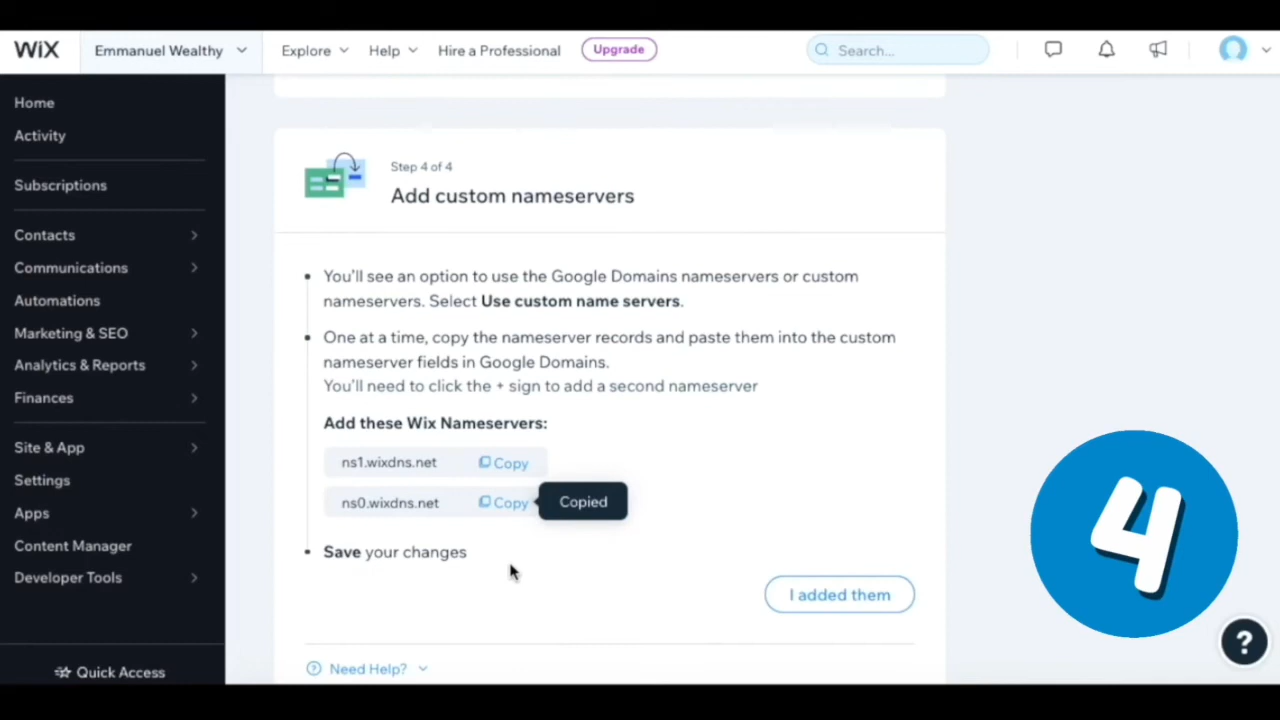 WiX
Emmanuel Wealthy
Explore
Help
Hire a Professional
Upgrade
Search...
Home
Activity
Subscriptions
Contacts
Communications
Automations
Marketing & SEO
Analytics & Reports
Finances
Site & App
Settings
Apps
Content Manager
Developer Tools
Quick Access
Step 4 of 4
Add custom nameservers
You'll see an option to use the Google Domains nameservers or custom
nameservers. Select Use custom name servers.
One at a time, copy the nameserver records and paste them into the custom
nameserver fields in Google Domains.
You'll need to click the + sign to add a second nameserver
Add these Wix Nameservers:
ns1.wixdns.net Copy
ns0.wixdns.net Copy Copied
Save your changes
I added them
Need Help?
4
?